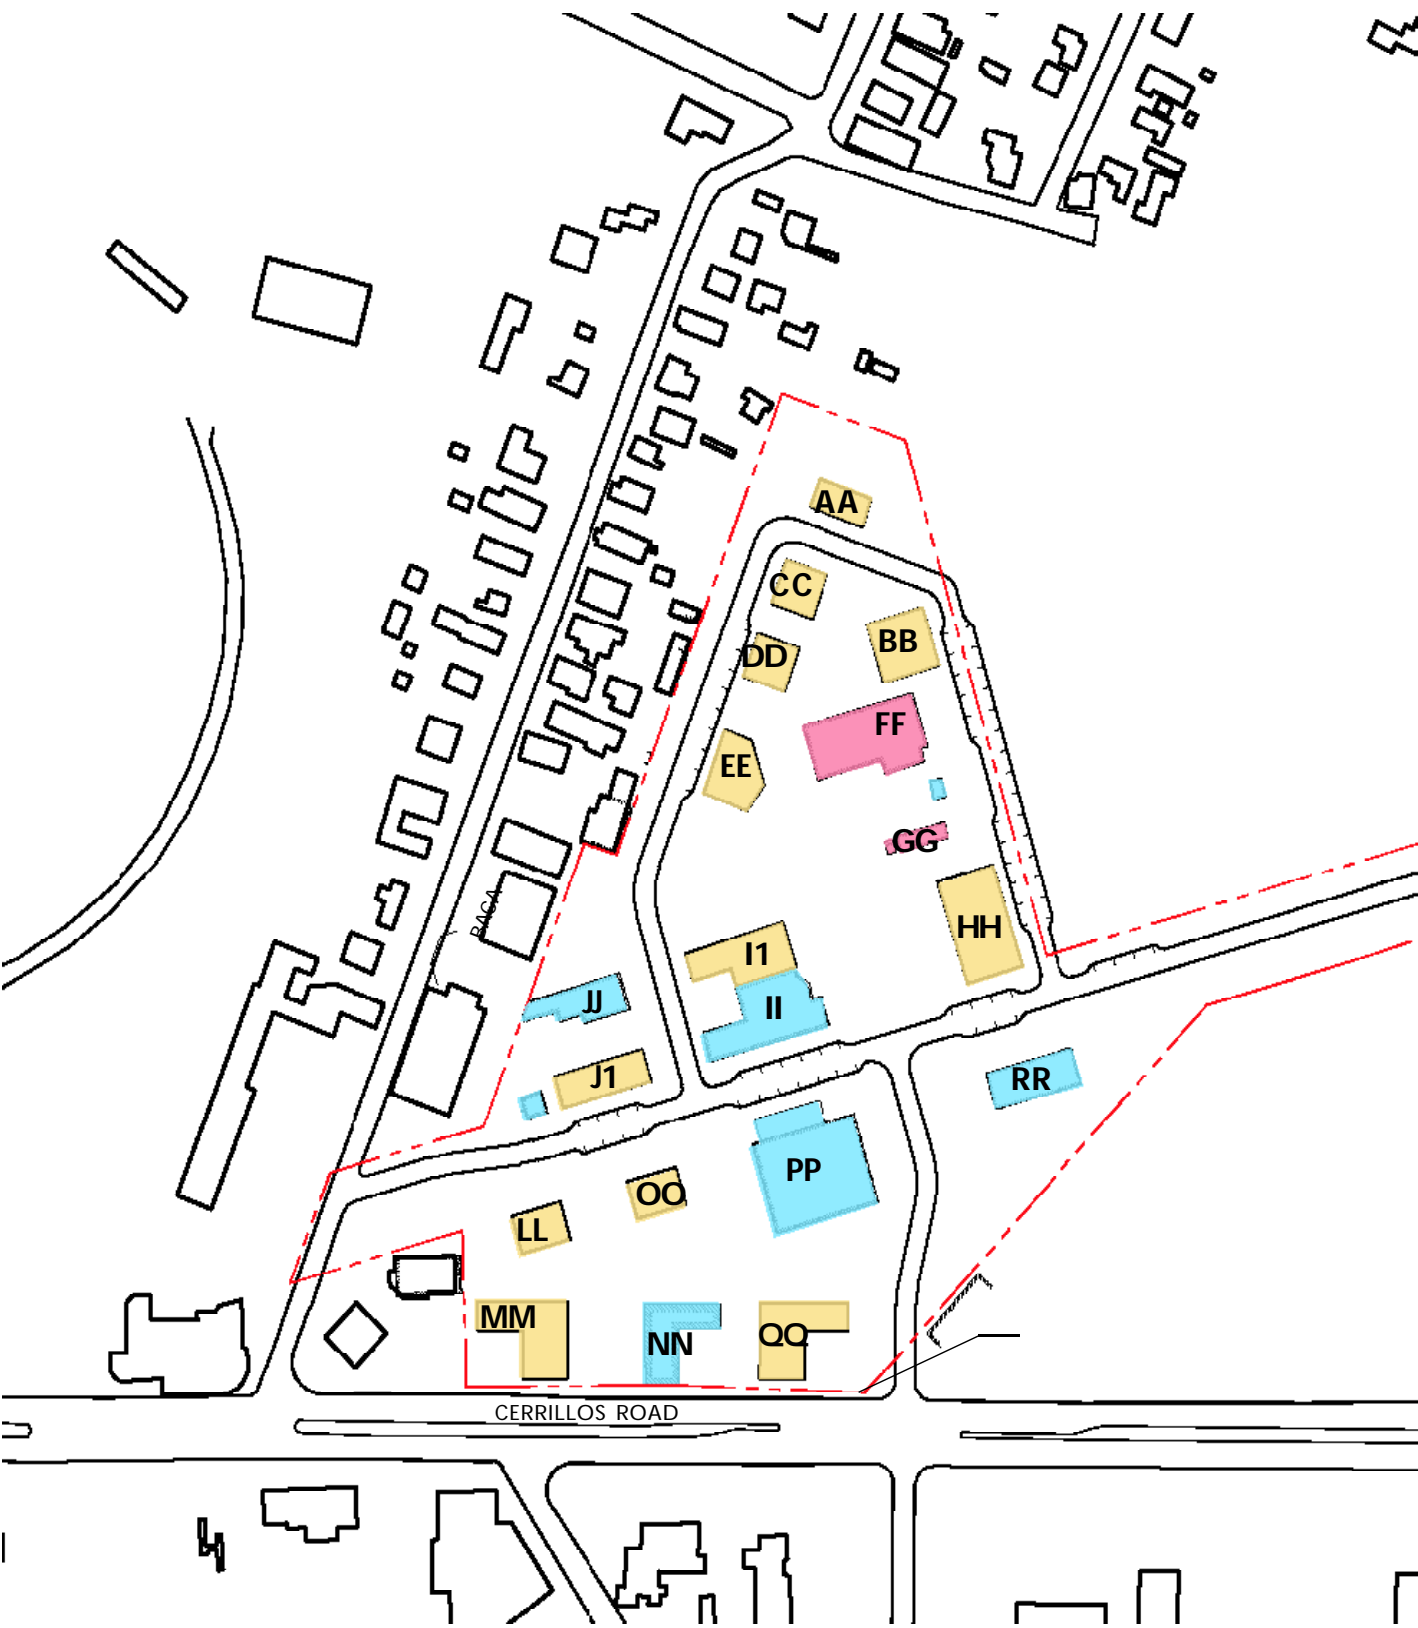 AA
CC
BB
DD
FF
EE
GG
BACA
HH
I1
JJ
II
J1
RR
PP
OO
LL
MM
QQ
NN
CERRILLOS ROAD